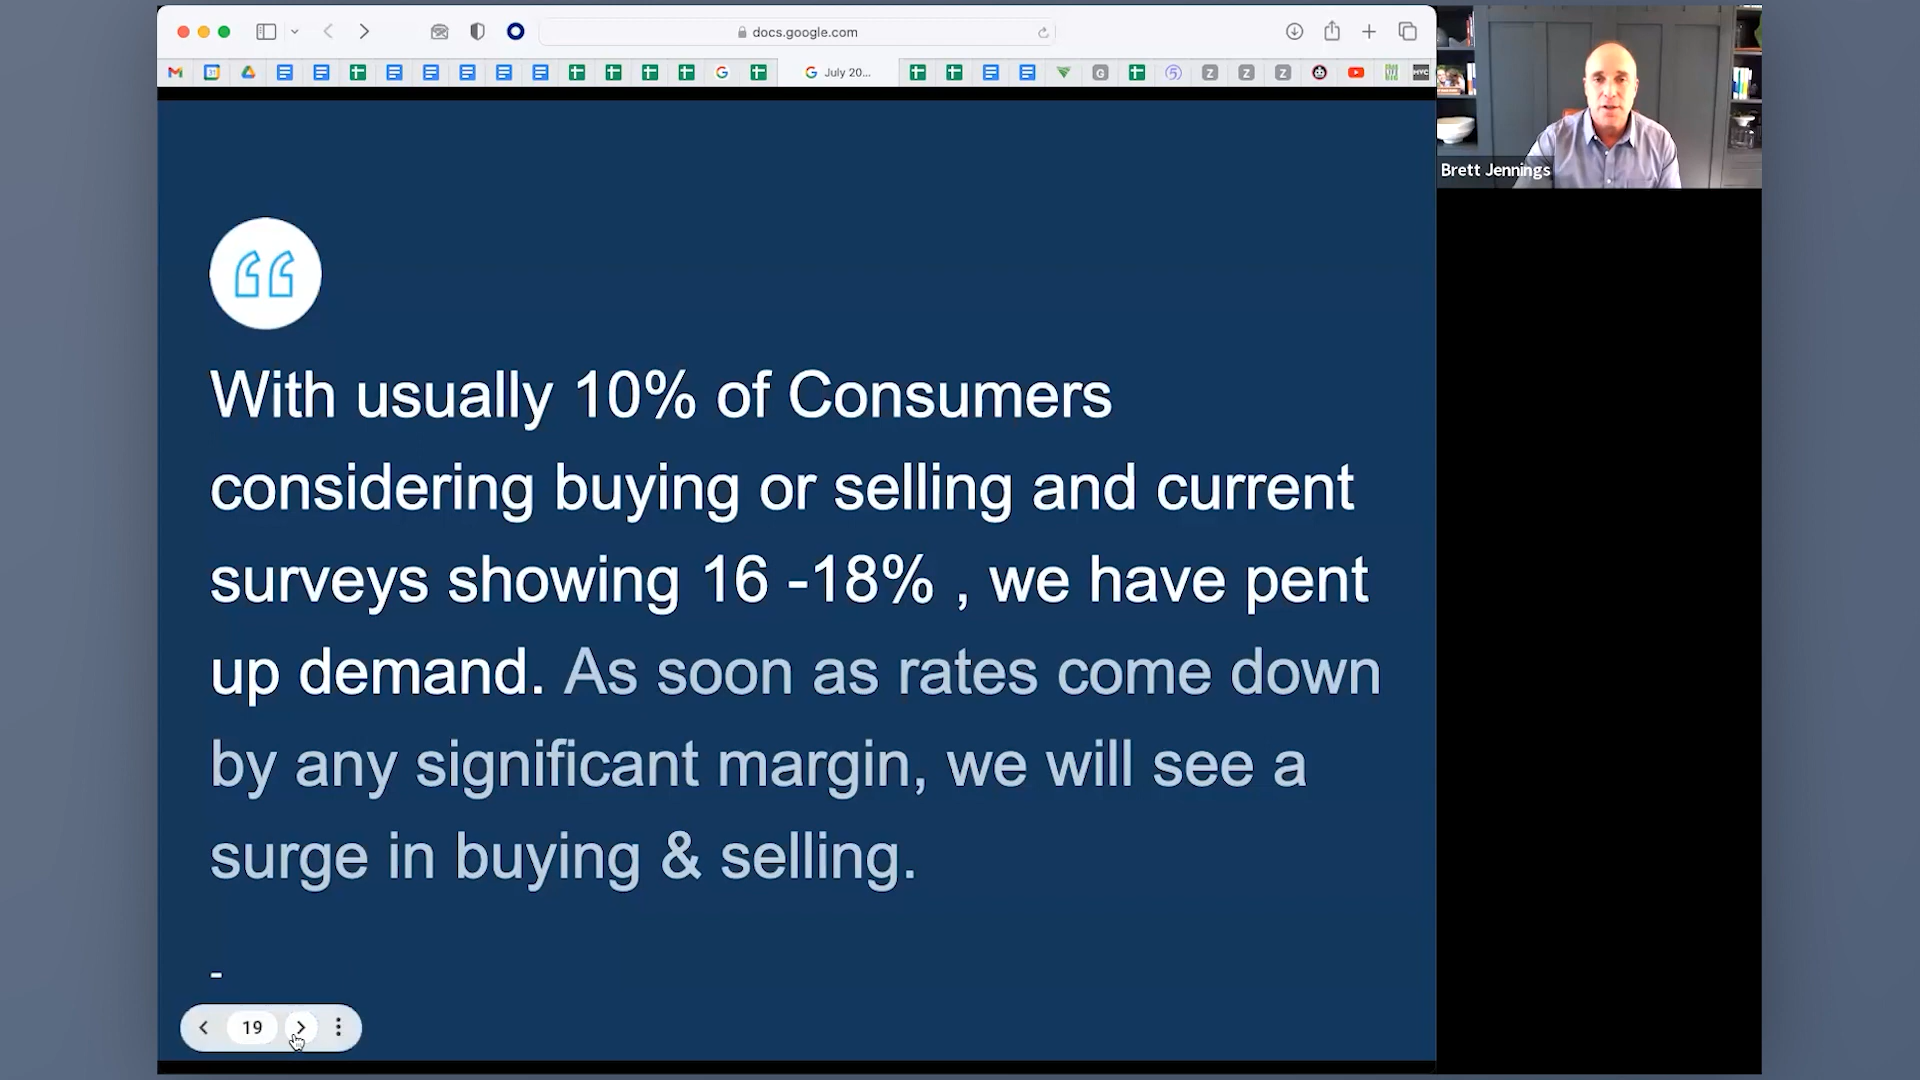 docs.google.com
July 20...
Brett Jennings
With usually 10% of Consumers
considering buying or selling and current
surveys showing 16 -18% , we have pent
up demand. As soon as rates come down
by any significant margin, we will see a
surge in buying & selling.
-
19